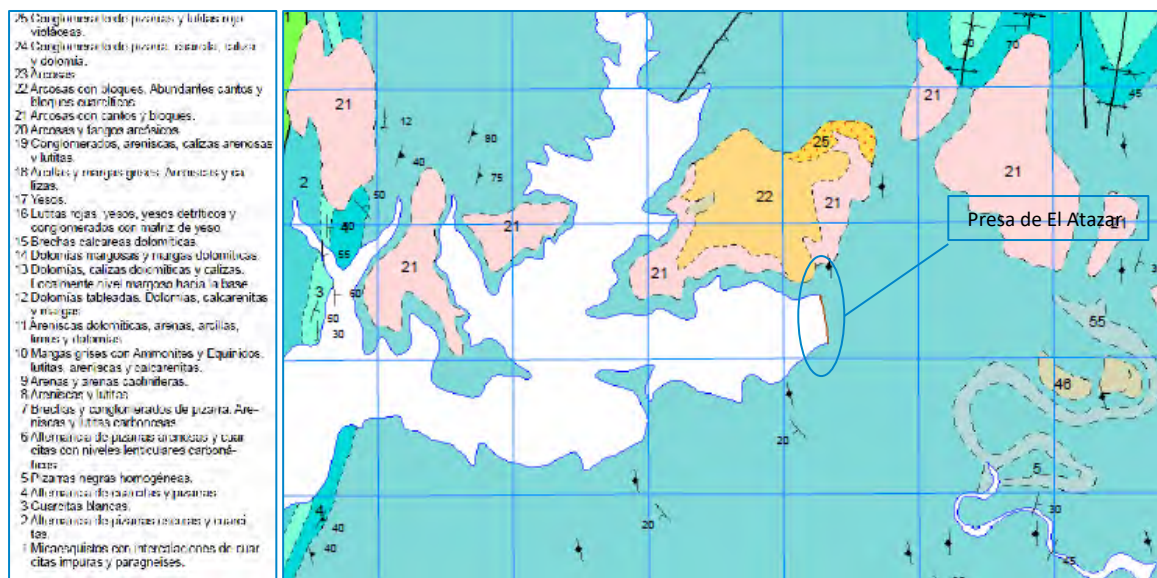 25 Conglomerado de pizarras y lutitas rojo
violáceas.
24 Conglomerado de pizarra, cuarcita, caliza
y dolomía.
23 Arcosas
22 Arcosas con bloques. Abundantes cantos y
bloques cuarcíticos
21 Arcosas con cantos y bloques.
20 Arcosas y fangos arcósicos.
19 Conglomerados, areniscas, calizas arenosas
y lutitas.
18 Arcillas y margas grises. Areniscas y ca
lizas.
17 Yesos.
16 Lutitas rojas, yesos, yesos detríticos y
conglomerados con matriz de yeso
15 Brechas calcareas dolomíticas.
14 Dolomías margosas y margas dolomíticas.
13 Dolomías, calizas dolomíticas y calizas.
Localmente nivel margoso hacia la base
12 Dolomías tableadas. Dolomías, calcarenitas
y margas.
11 Areniscas dolomíticas, arenas, arcillas,
limos y dolomías.
10 Margas grises con Ammonites y Equínidos,
lutitas, areniscas y calcarenitas.
9 Arenas y arenas caoliníferas.
8 Areniscas y lutitas
7 Brechas y conglomerados de pizarra. Are-
niscas y lutitas carbonosas.
6 Alternancia de pizarras arenosas y cuar
citas con niveles lenticulares carboná-
ticos.
5 Pizarras negras homogéneas.
4 Alternancia de cuarcitas y pizarras
3 Cuarcitas blancas.
2 Alternancia de pizarras oscuras y cuarci
tas.
1 Micaesquistos con intercalaciones de cuar
citas impuras y paragneises.
1
40
70
45
21
21
12
80
40
75
25
2
50
22
21
21
21
Presa de El Atazar
21
40
55
21
21
3
60
50
30
55
46
20
5
4
40
40
20
30
45